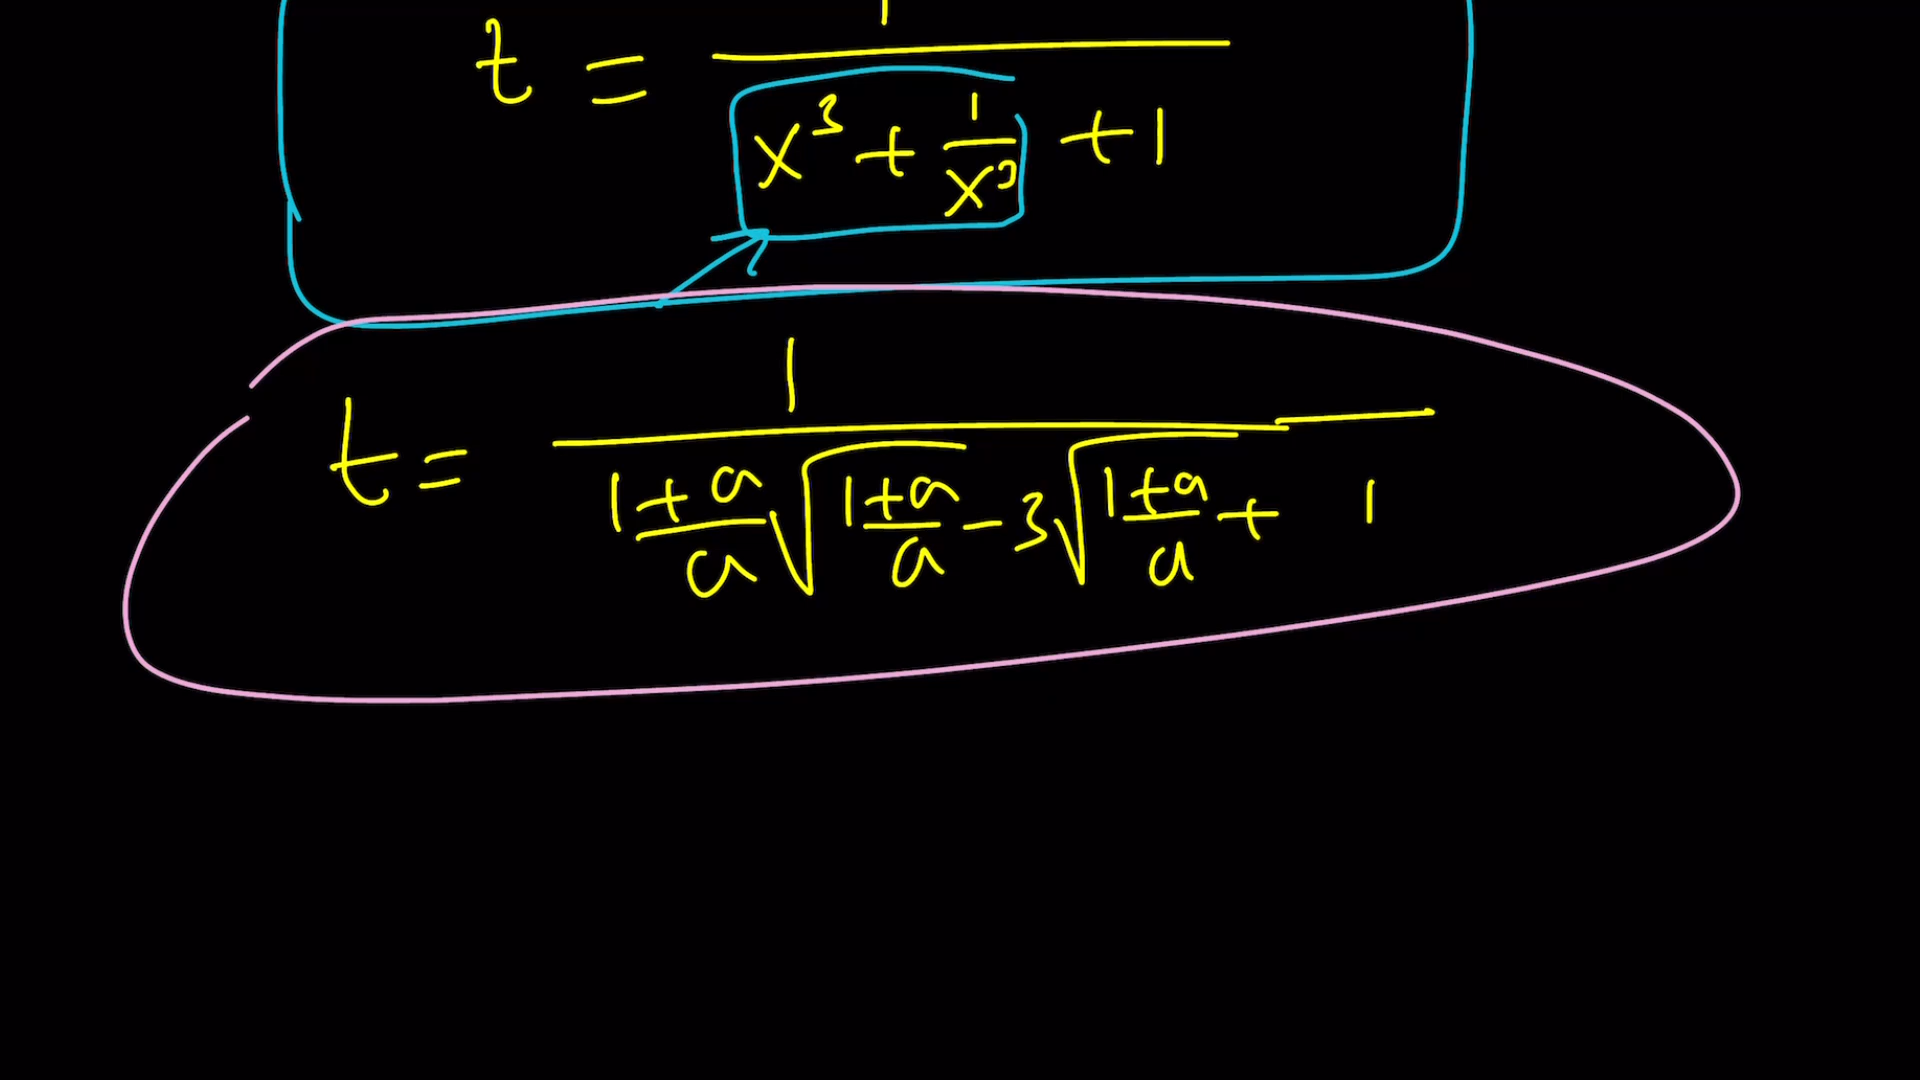 t = 1/(x³ + 1/x³ + 1)
t = 1/((1+a)/a √((1+a)/a) - 3√((1+a)/a) + 1)